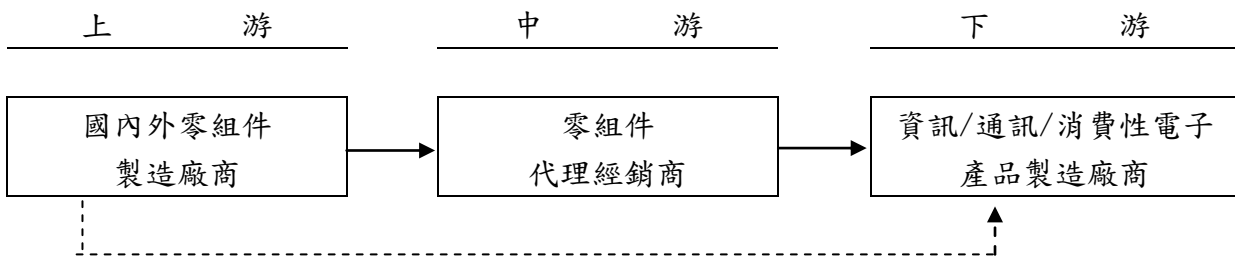 上游
中游
下游
國內外零組件
製造廠商
零組件
代理經銷商
資訊/通訊/消費性電子
產品製造廠商